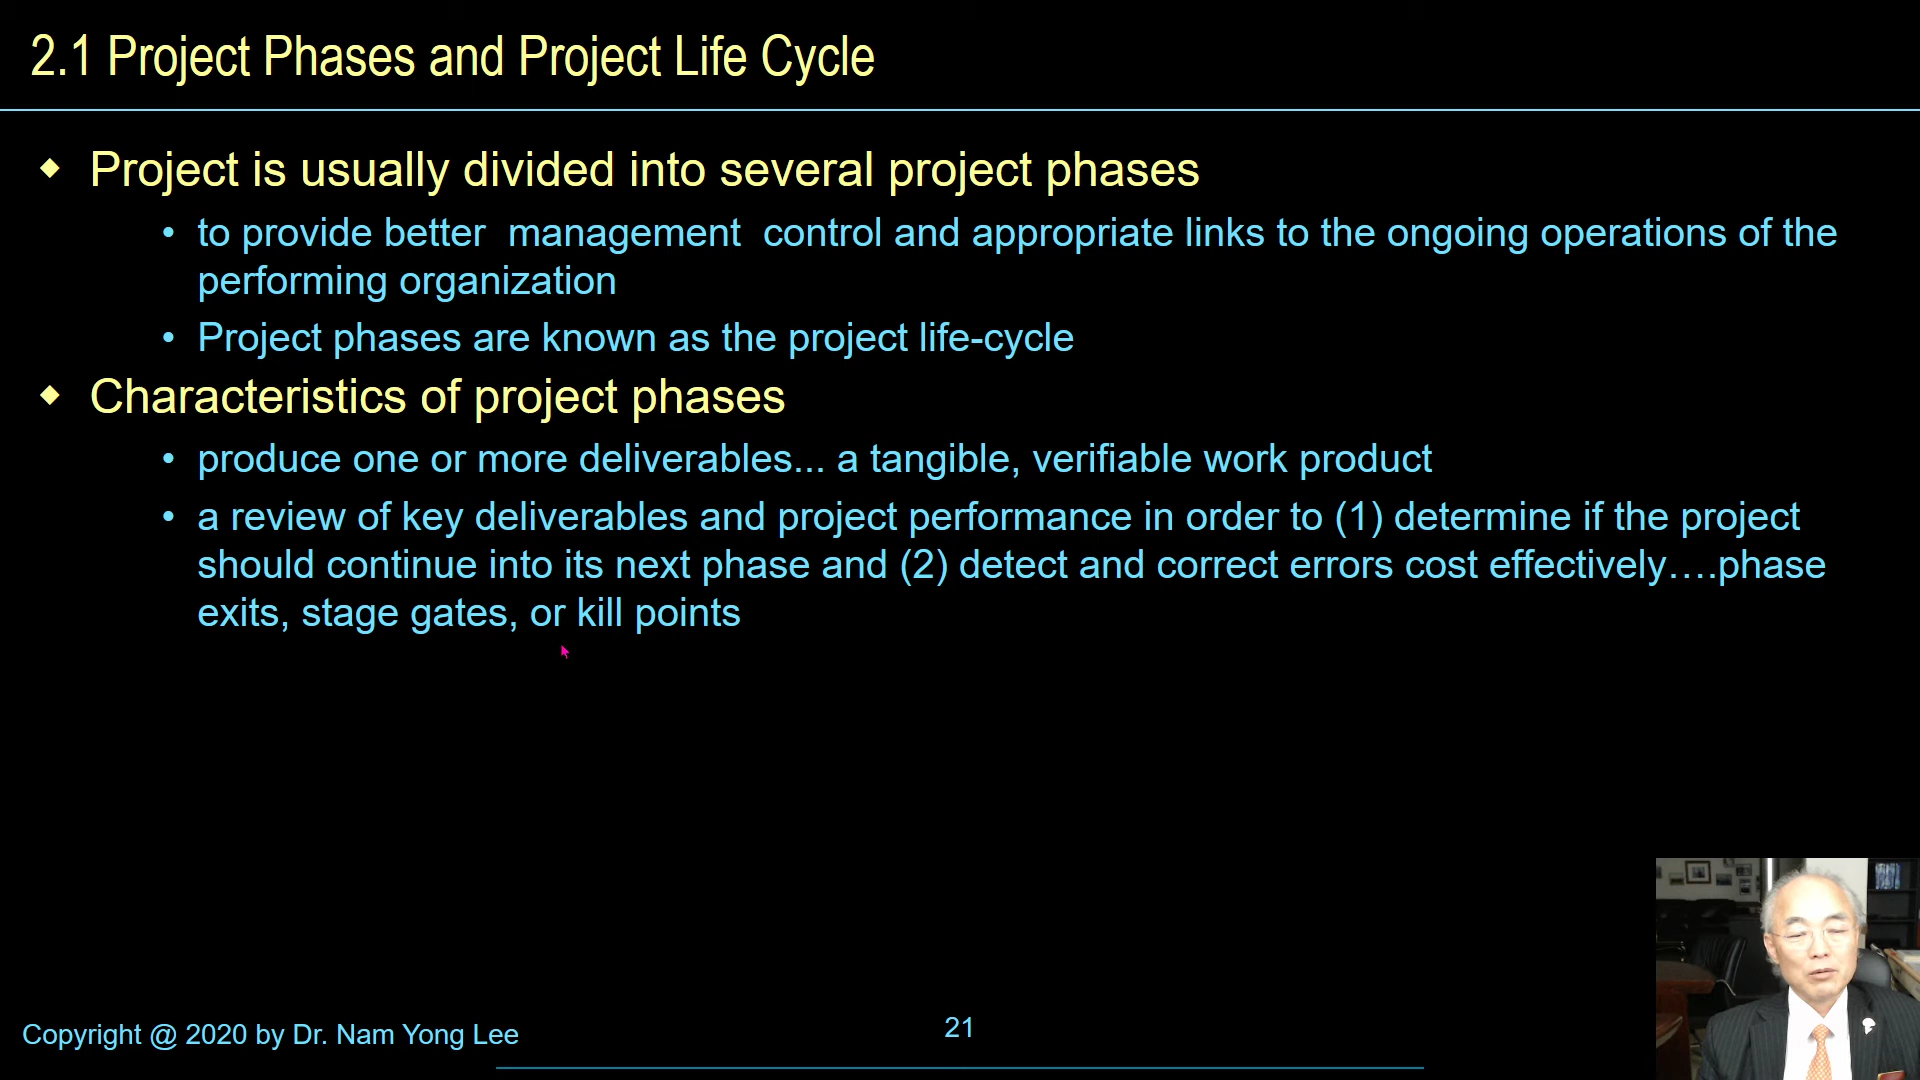 2.1 Project Phases and Project Life Cycle
◆ Project is usually divided into several project phases
• to provide better  management  control and appropriate links to the ongoing operations of the
performing organization
• Project phases are known as the project life-cycle
◆ Characteristics of project phases
• produce one or more deliverables... a tangible, verifiable work product
• a review of key deliverables and project performance in order to (1) determine if the project
should continue into its next phase and (2) detect and correct errors cost effectively….phase
exits, stage gates, or kill points
Copyright @ 2020 by Dr. Nam Yong Lee
21